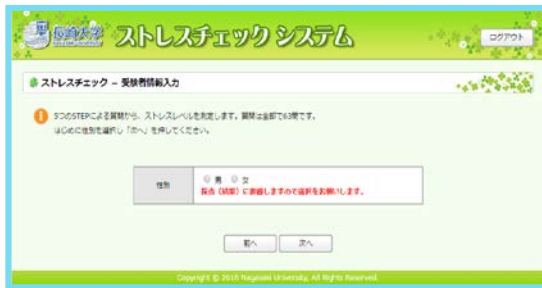 長崎大学 ストレスチェックシステム ログアウト
ストレスチェック － 受検者情報入力
5つのSTEPによる質問から、ストレスレベルを測定します。質問は全部で63問です。
はじめに性別を選択し「次へ」を押してください。
性別
男 女
採点（結果）に影響しますので選択をお願いします。
前へ 次へ
Copyright © 2015 Nagasaki University, All Rights Reserved.